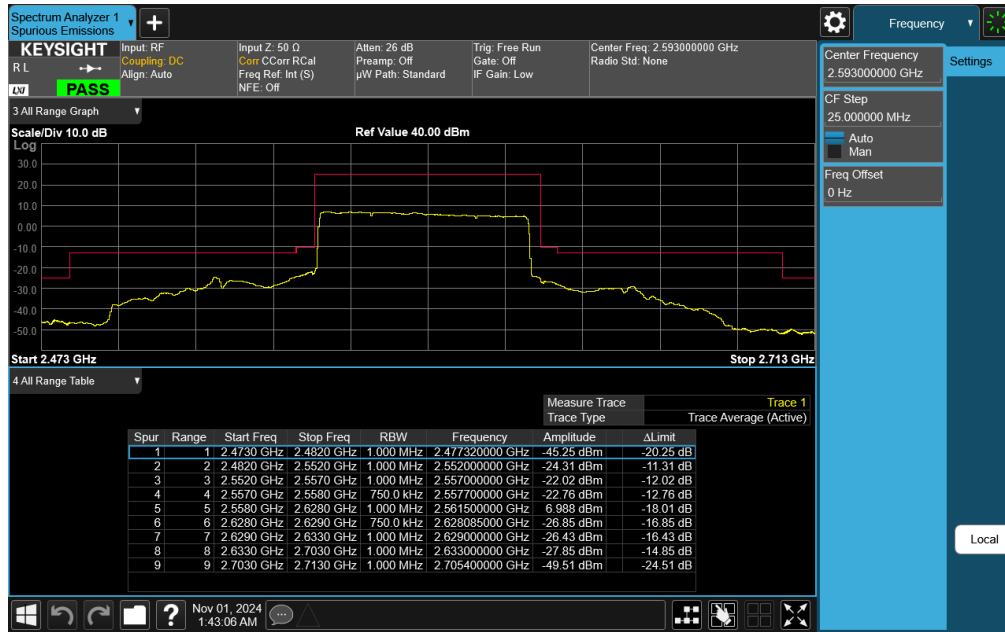 Spectrum Analyzer 1
Spurious Emissions
+
Frequency
KEYSIGHT
R L
LXI
PASS
Input: RF
Coupling: DC
Align: Auto
Input Z: 50 Ω
Corr CCorr RCal
Freq Ref: Int (S)
NFE: Off
Atten: 26 dB
Preamp: Off
µW Path: Standard
Trig: Free Run
Gate: Off
IF Gain: Low
Center Freq: 2.593000000 GHz
Radio Std: None
Center Frequency
2.593000000 GHz
Settings
CF Step
25.000000 MHz
Auto
Man
Freq Offset
0 Hz
3 All Range Graph
Scale/Div 10.0 dB
Ref Value 40.00 dBm
Log
30.0
20.0
10.0
0.00
-10.0
-20.0
-30.0
-40.0
-50.0
Start 2.473 GHz
Stop 2.713 GHz
4 All Range Table
Measure Trace Trace 1
Trace Type Trace Average (Active)
Spur Range Start Freq Stop Freq RBW Frequency Amplitude ΔLimit
1 1 2.4730 GHz 2.4820 GHz 1.000 MHz 2.477320000 GHz -45.25 dBm -20.25 dB
2 2 2.4820 GHz 2.5520 GHz 1.000 MHz 2.552000000 GHz -24.31 dBm -11.31 dB
3 3 2.5520 GHz 2.5570 GHz 1.000 MHz 2.557000000 GHz -22.02 dBm -12.02 dB
4 4 2.5570 GHz 2.5580 GHz 750.0 kHz 2.557700000 GHz -22.76 dBm -12.76 dB
5 5 2.5580 GHz 2.6280 GHz 1.000 MHz 2.561500000 GHz 6.988 dBm -18.01 dB
6 6 2.6280 GHz 2.6290 GHz 750.0 kHz 2.628085000 GHz -26.85 dBm -16.85 dB
7 7 2.6290 GHz 2.6330 GHz 1.000 MHz 2.629000000 GHz -26.43 dBm -16.43 dB
8 8 2.6330 GHz 2.7030 GHz 1.000 MHz 2.633000000 GHz -27.85 dBm -14.85 dB
9 9 2.7030 GHz 2.7130 GHz 1.000 MHz 2.705400000 GHz -49.51 dBm -24.51 dB
Local
?
Nov 01, 2024
1:43:06 AM